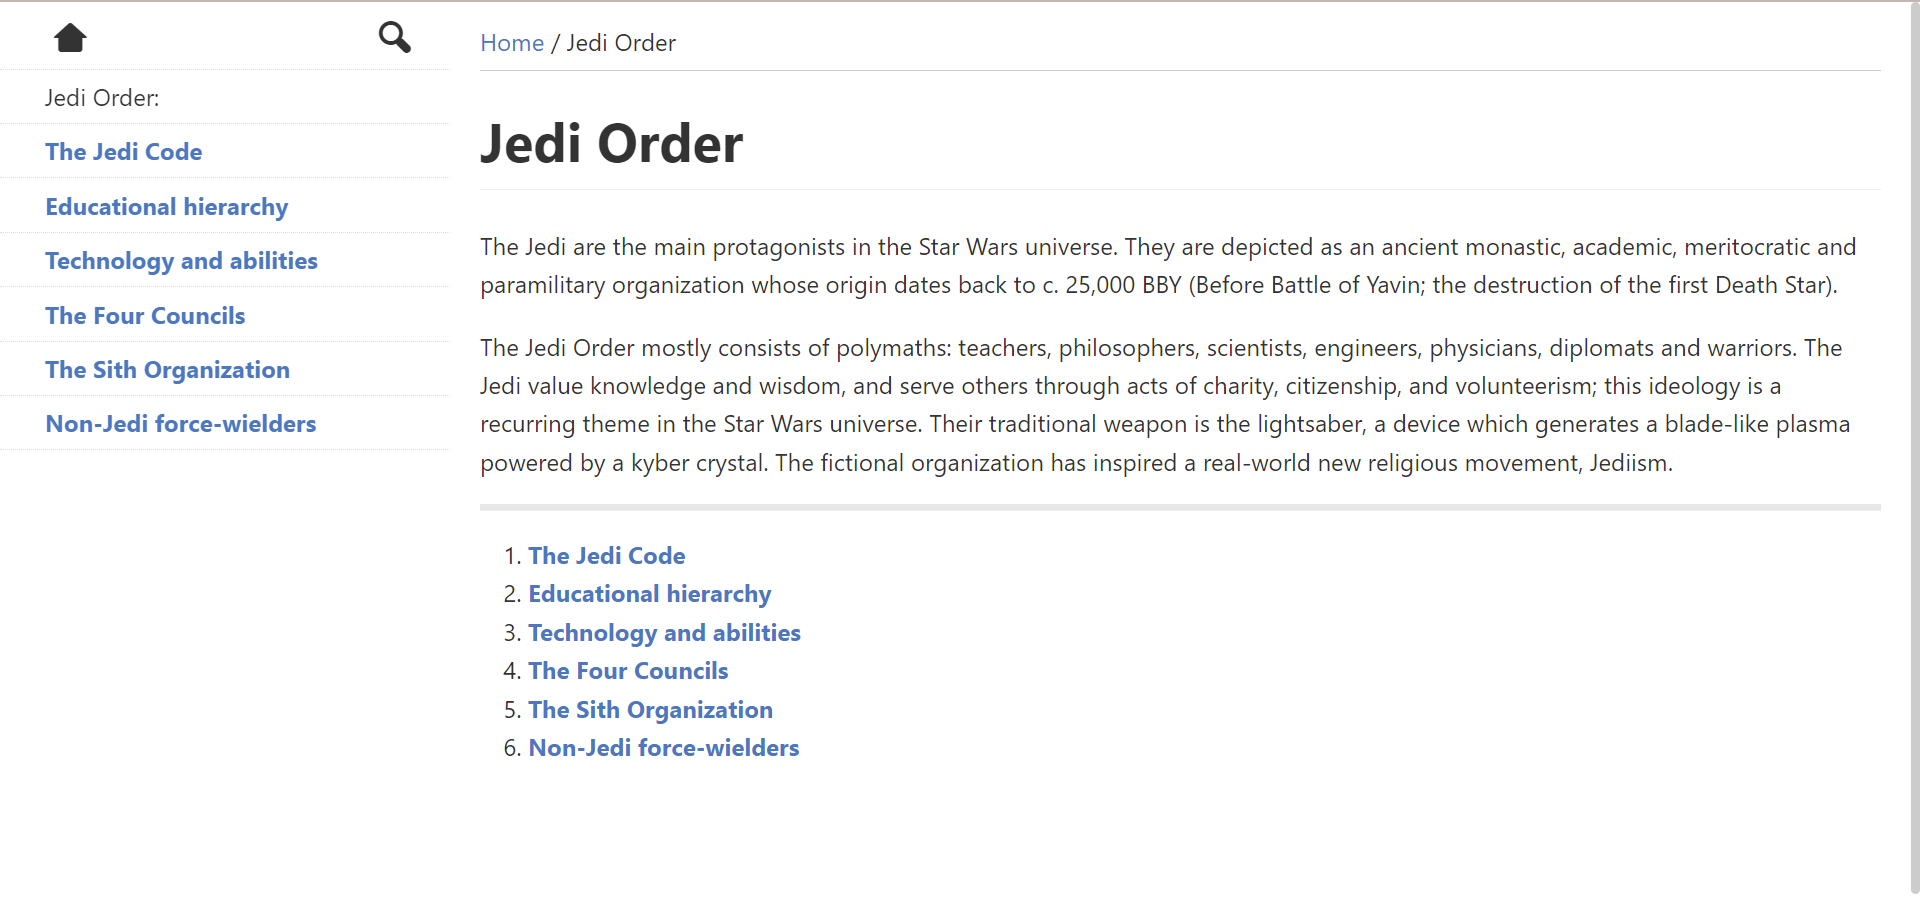 Jedi Order:
The Jedi Code
Educational hierarchy
Technology and abilities
The Four Councils
The Sith Organization
Non-Jedi force-wielders
Home / Jedi Order
Jedi Order
The Jedi are the main protagonists in the Star Wars universe. They are depicted as an ancient monastic, academic, meritocratic and
paramilitary organization whose origin dates back to c. 25,000 BBY (Before Battle of Yavin; the destruction of the first Death Star).
The Jedi Order mostly consists of polymaths: teachers, philosophers, scientists, engineers, physicians, diplomats and warriors. The
Jedi value knowledge and wisdom, and serve others through acts of charity, citizenship, and volunteerism; this ideology is a
recurring theme in the Star Wars universe. Their traditional weapon is the lightsaber, a device which generates a blade-like plasma
powered by a kyber crystal. The fictional organization has inspired a real-world new religious movement, Jediism.
1. The Jedi Code
2. Educational hierarchy
3. Technology and abilities
4. The Four Councils
5. The Sith Organization
6. Non-Jedi force-wielders